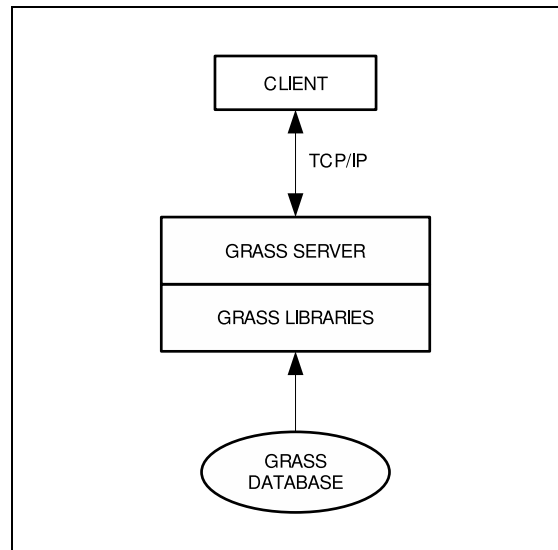 CLIENT
TCP/IP
GRASS SERVER
GRASS LIBRARIES
GRASS
DATABASE